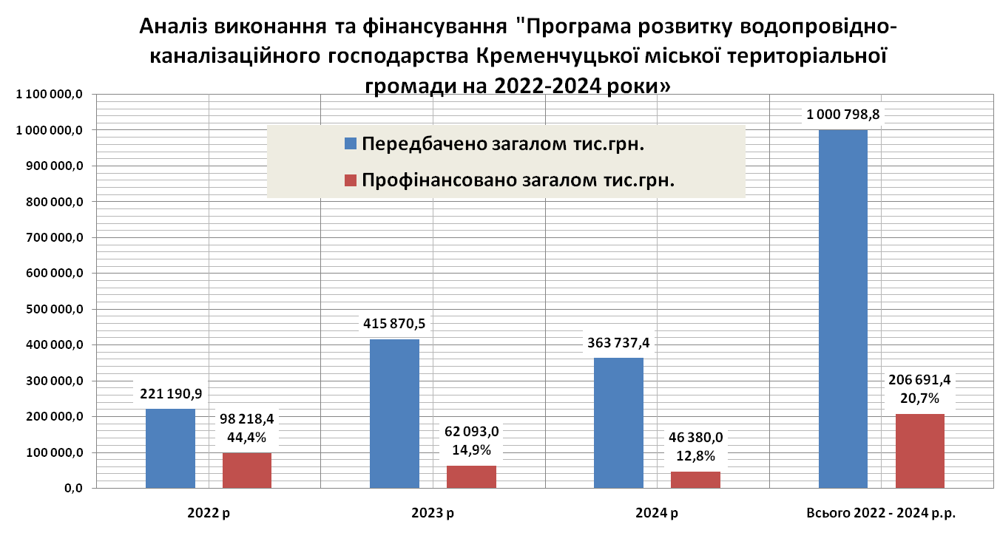 Аналіз виконання та фінансування "Програма розвитку водопровідно-
каналізаційного господарства Кременчуцької міської територіальної
громади на 2022-2024 роки»
1 100 000,0
1 000 000,0
900 000,0
800 000,0
700 000,0
600 000,0
500 000,0
400 000,0
300 000,0
200 000,0
100 000,0
0,0
Передбачено загалом тис.грн.
Профінансовано загалом тис.грн.
221 190,9
98 218,4
44,4%
415 870,5
62 093,0
14,9%
363 737,4
46 380,0
12,8%
1 000 798,8
206 691,4
20,7%
2022 р
2023 р
2024 р
Всього 2022 - 2024 р.р.